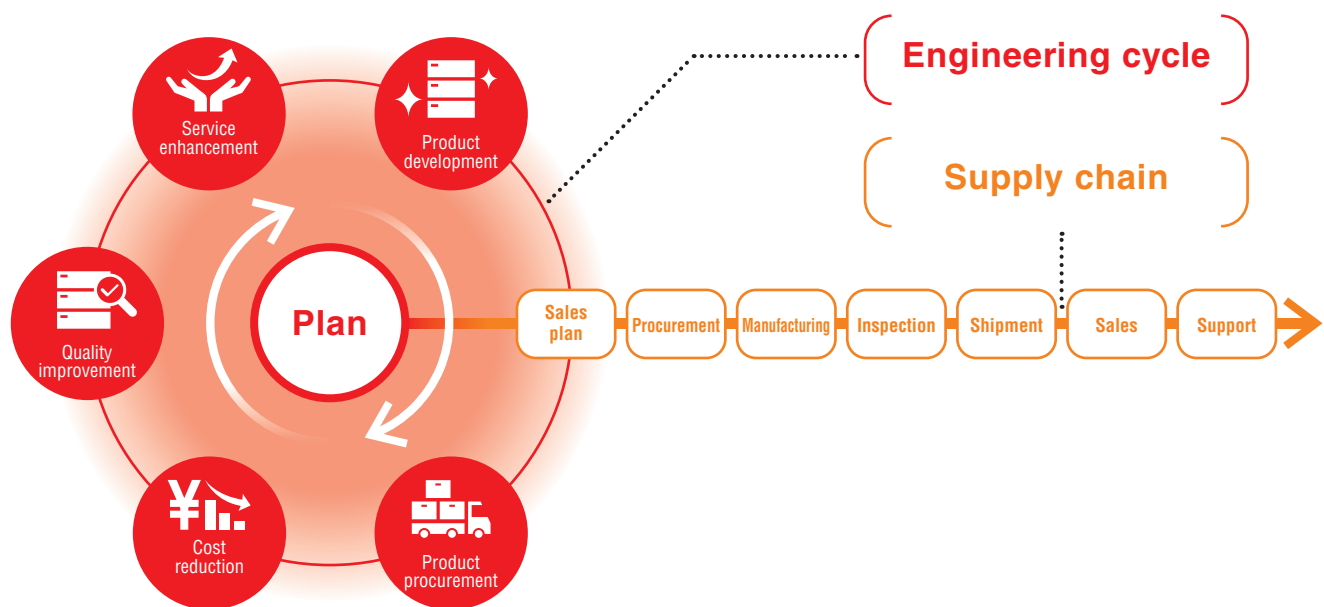 Engineering cycle
Supply chain
Service
enhancement
Product
development
Quality
improvement
Plan
Sales
plan
Procurement
Manufacturing
Inspection
Shipment
Sales
Support
¥
Cost
reduction
Product
procurement